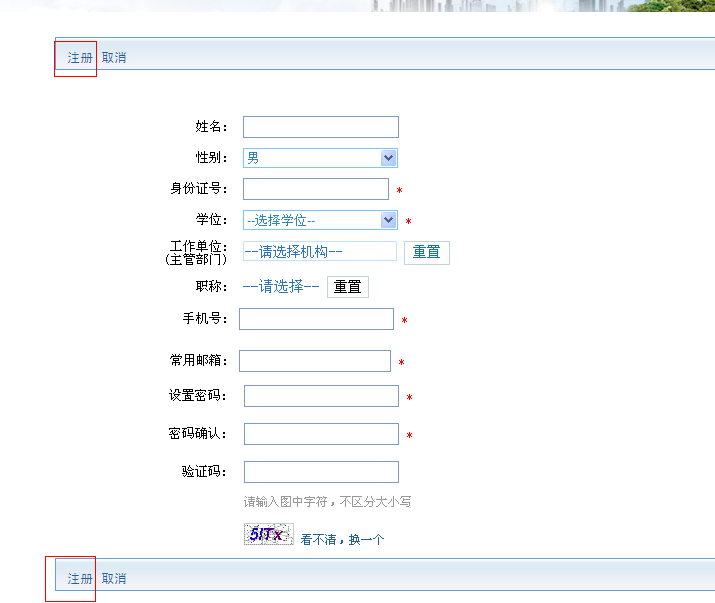 注册 取消
姓名：
性别： 男
身份证号： *
学位： --选择学位-- *
工作单位： --请选择机构-- 重置
(主管部门)
职称： --请选择-- 重置
手机号： *
常用邮箱： *
设置密码： *
密码确认： *
验证码：
请输入图中字符，不区分大小写
看不清，换一个
注册 取消